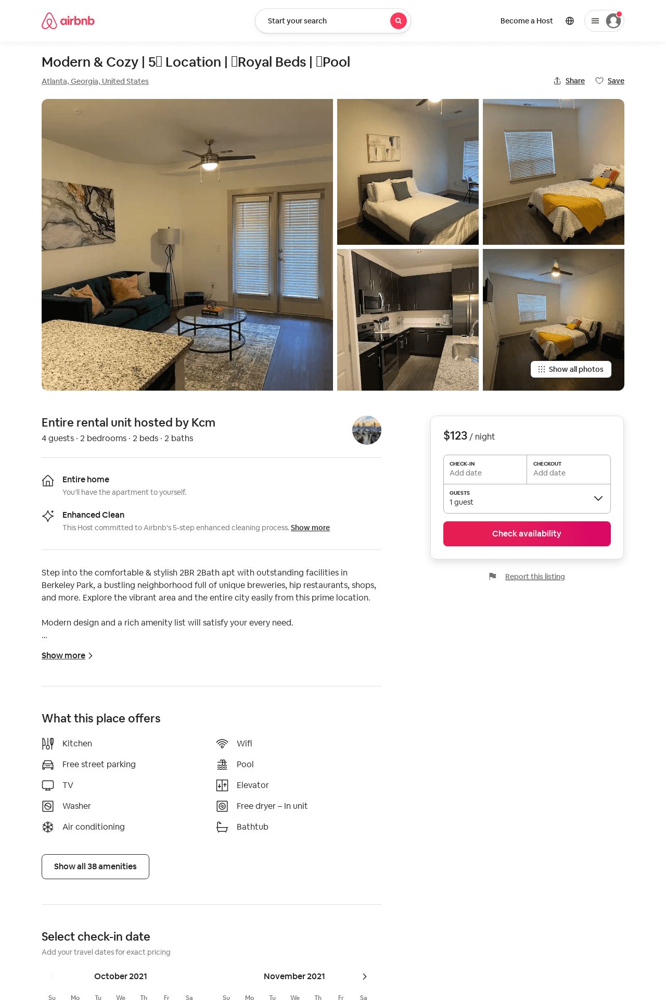 airbnb
Start your search
Become a Host
Modern & Cozy | 5 Location | Royal Beds | Pool
Atlanta, Georgia, United States
Share
Save
Show all photos
Entire rental unit hosted by Kcm
4 guests · 2 bedrooms · 2 beds · 2 baths
$123 / night
CHECK-IN
Add date
CHECKOUT
Add date
GUESTS
1 guest
Check availability
Report this listing
Entire home
You’ll have the apartment to yourself.
Enhanced Clean
This Host committed to Airbnb's 5-step enhanced cleaning process. Show more
Step into the comfortable & stylish 2BR 2Bath apt with outstanding facilities in
Berkeley Park, a bustling neighborhood full of unique breweries, hip restaurants, shops,
and more. Explore the vibrant area and the entire city easily from this prime location.
Modern design and a rich amenity list will satisfy your every need.
...
Show more
What this place offers
Kitchen
Wifi
Free street parking
Pool
TV
Elevator
Washer
Free dryer – In unit
Air conditioning
Bathtub
Show all 38 amenities
Select check-in date
Add your travel dates for exact pricing
October 2021
November 2021
Su Mo Tu We Th Fr Sa
Su Mo Tu We Th Fr Sa